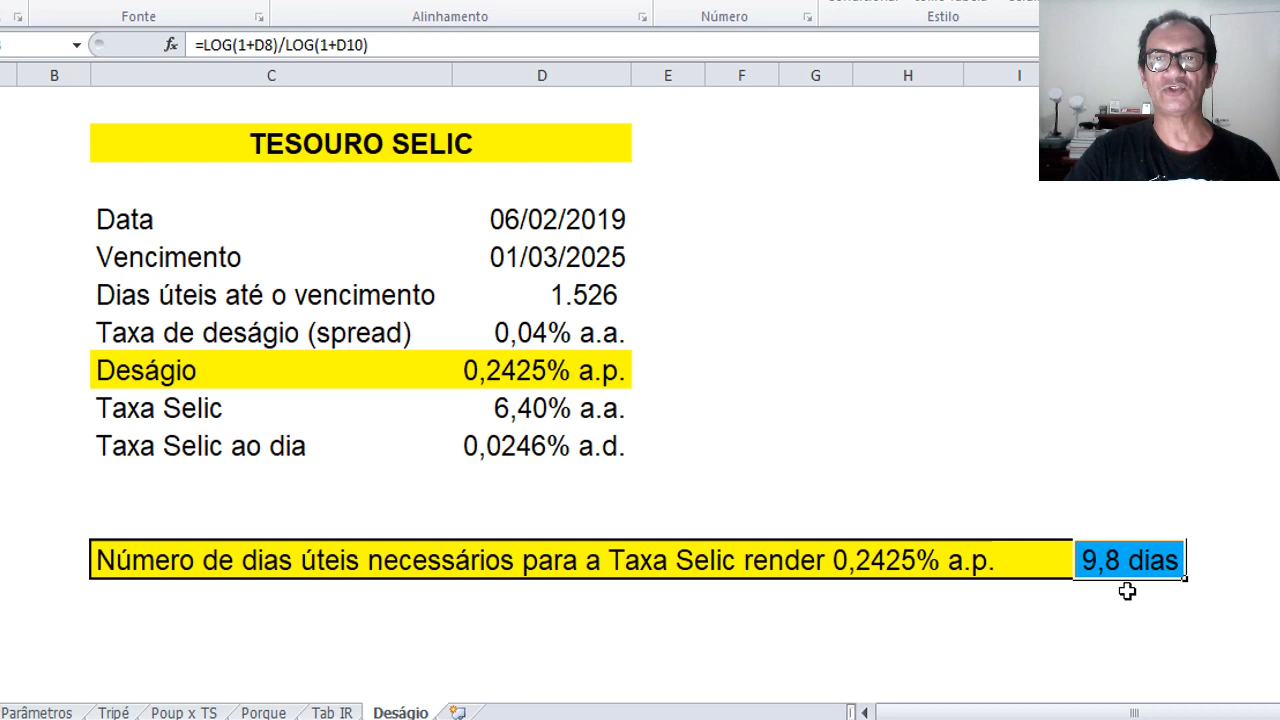 Fonte Alinhamento Número Estilo
fx =LOG(1+D8)/LOG(1+D10)
B C D E F G H I
TESOURO SELIC
Data 06/02/2019
Vencimento 01/03/2025
Dias úteis até o vencimento 1.526
Taxa de deságio (spread) 0,04% a.a.
Deságio 0,2425% a.p.
Taxa Selic 6,40% a.a.
Taxa Selic ao dia 0,0246% a.d.
Número de dias úteis necessários para a Taxa Selic render 0,2425% a.p. 9,8 dias
Parâmetros Tripé Poup x TS Porque Tab IR Deságio